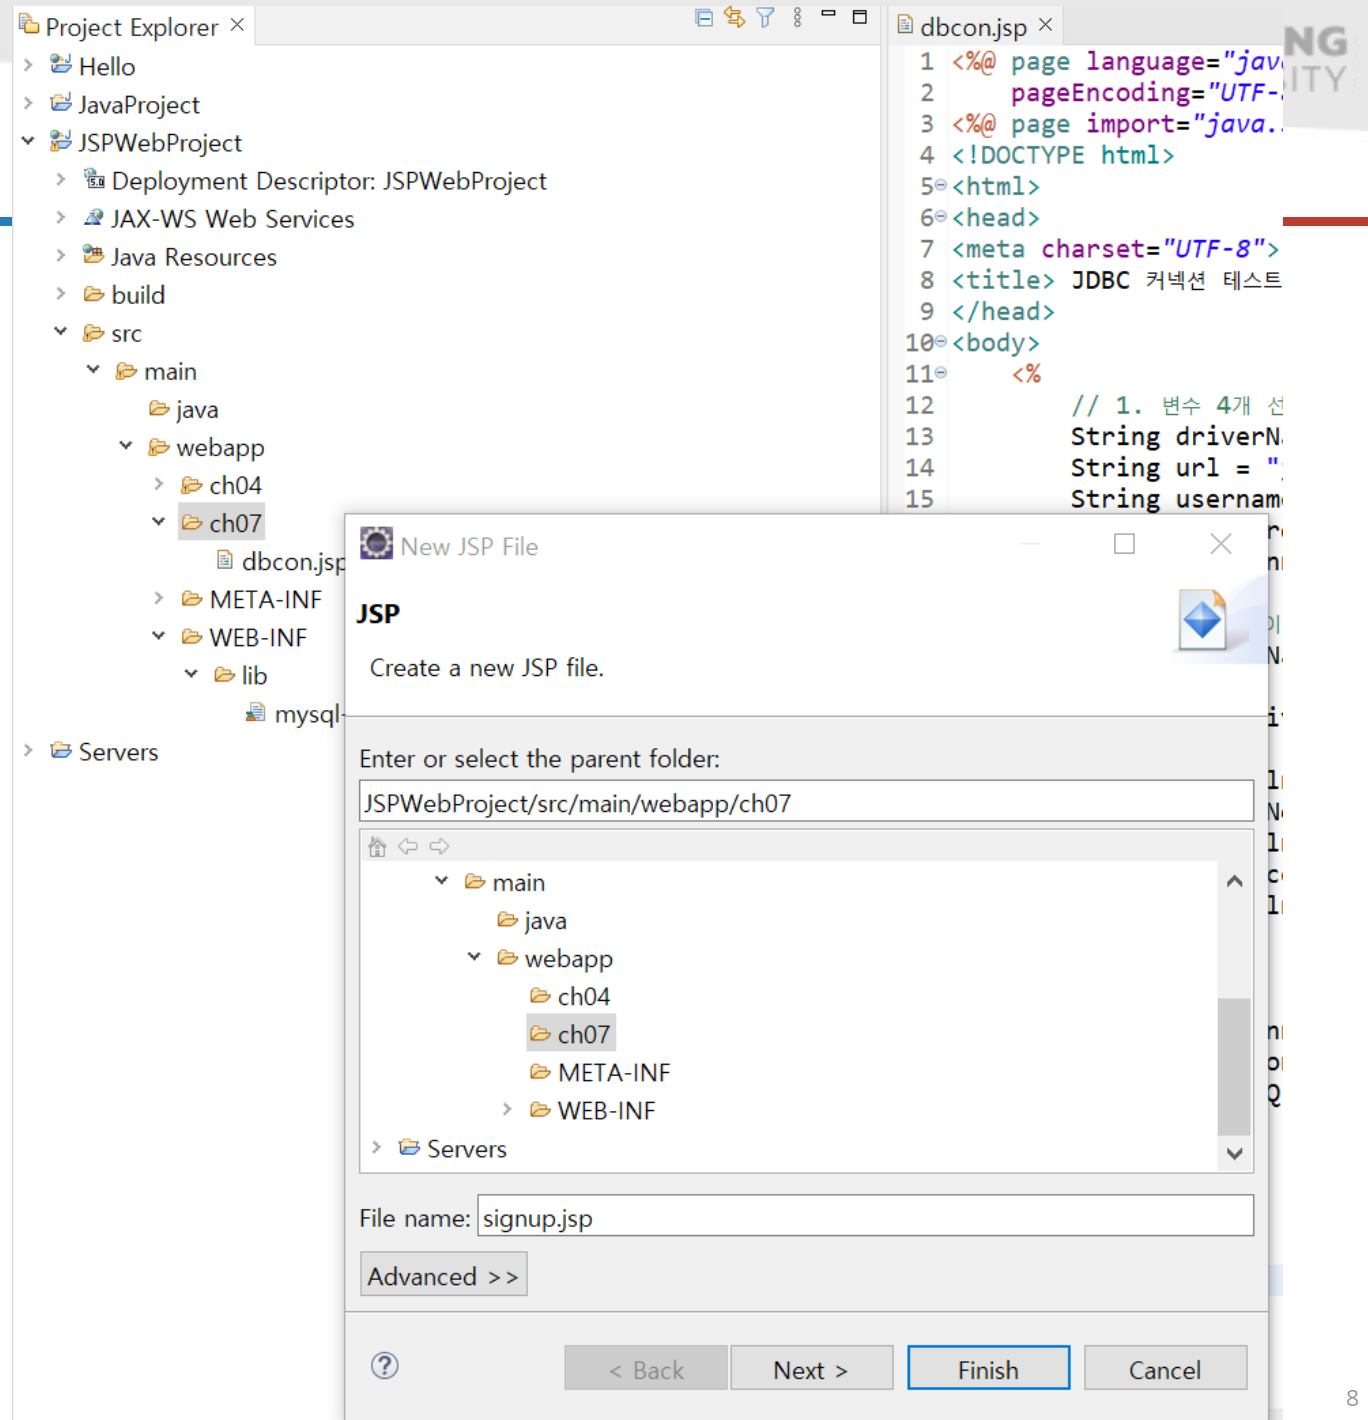 Project Explorer
Hello
JavaProject
JSPWebProject
Deployment Descriptor: JSPWebProject
JAX-WS Web Services
Java Resources
build
src
main
java
webapp
ch04
ch07
dbcon.jsp
META-INF
WEB-INF
lib
mysql-
Servers
dbcon.jsp
NG
ITY
1 <%@ page language="jav
2 pageEncoding="UTF-
3 <%@ page import="java.
4 <!DOCTYPE html>
5 <html>
6 <head>
7 <meta charset="UTF-8">
8 <title> JDBC 커넥션 테스트
9 </head>
10 <body>
11 <%
12 // 1. 변수 4개 선
13 String driverN
14 String url = "
15 String usernam
New JSP File
JSP
Create a new JSP file.
Enter or select the parent folder:
JSPWebProject/src/main/webapp/ch07
main
java
webapp
ch04
ch07
META-INF
WEB-INF
Servers
File name: signup.jsp
Advanced >>
< Back
Next >
Finish
Cancel
8